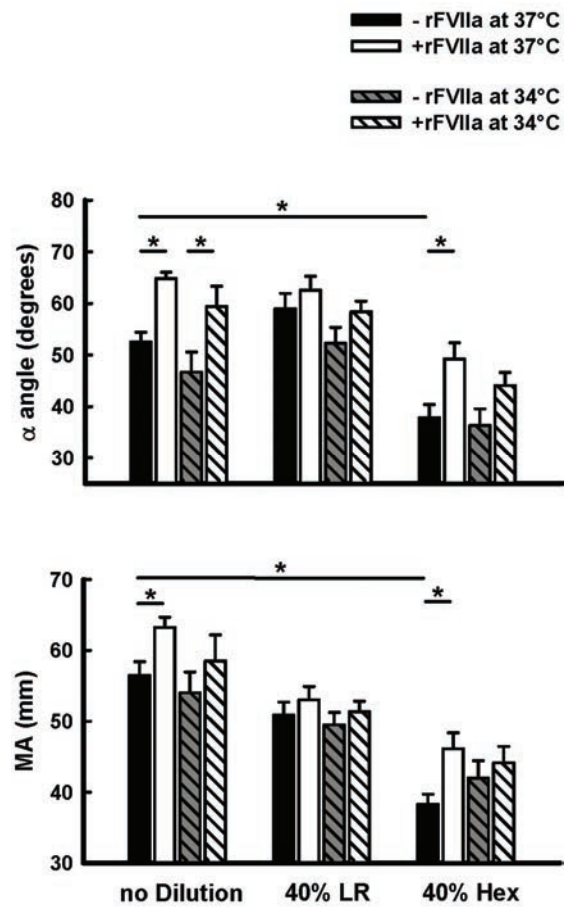 - rFVIIa at 37°C
+rFVIIa at 37°C
- rFVIIa at 34°C
+rFVIIa at 34°C
α angle (degrees)
80
70
60
50
40
30
*
*
*
*
MA (mm)
70
60
50
40
30
*
*
*
no Dilution
40% LR
40% Hex